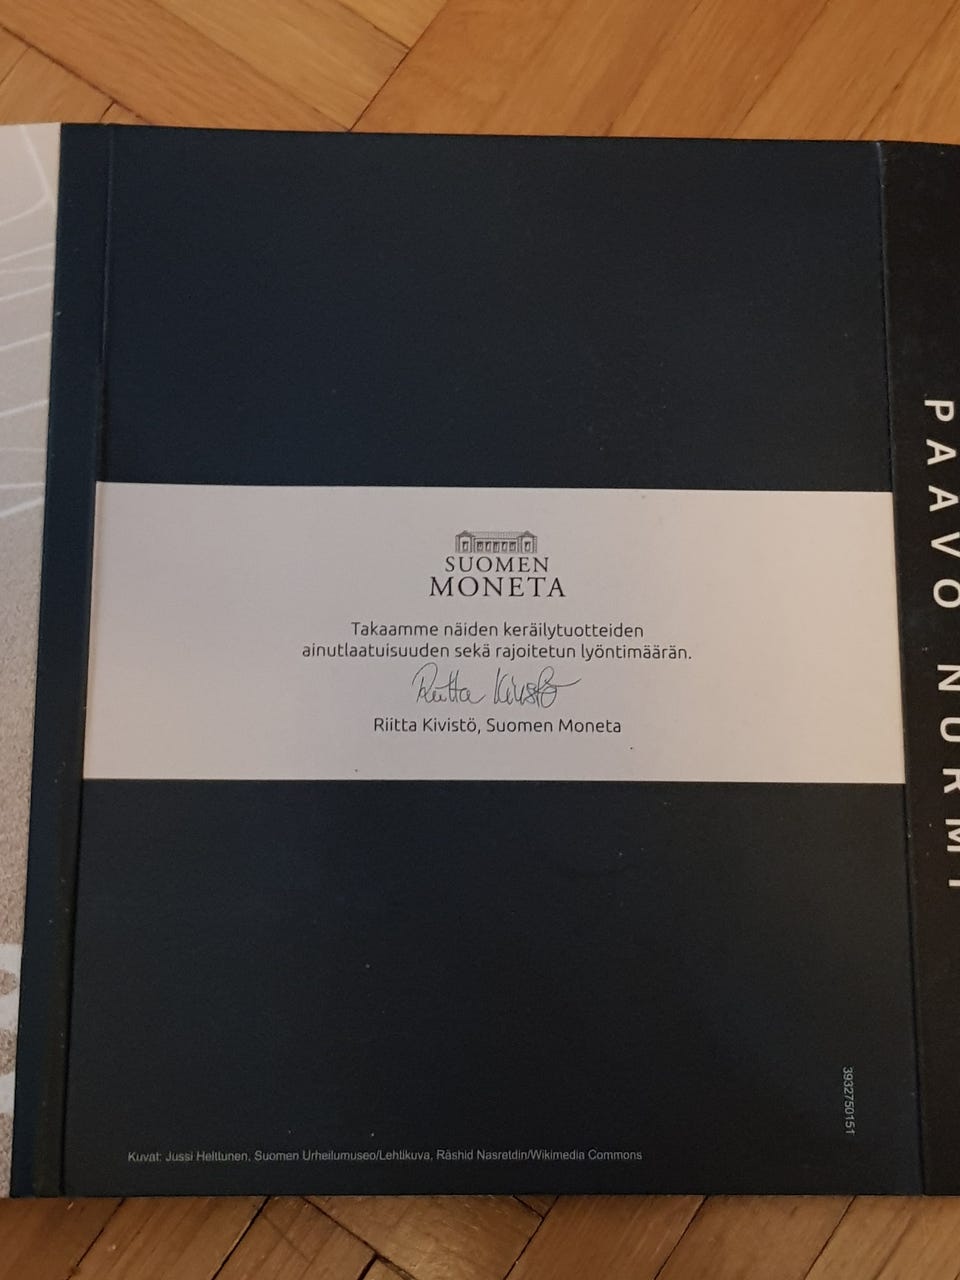 SUOMEN
MONETA
Takaamme näiden keräilytuotteiden
ainutlaatuisuuden sekä rajoitetun lyöntimäärän.
Riitta Kivistö
Riitta Kivistö, Suomen Moneta
PAAVO NURMI
3932750151
Kuvat: Jussi Helttunen, Suomen Urheilumuseo/Lehtikuva, Räshid Nasretdin/Wikimedia Commons